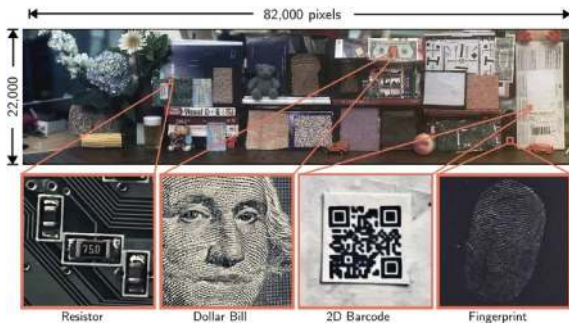 82,000 pixels
22,000
750
Resistor
Dollar Bill
2D Barcode
Fingerprint